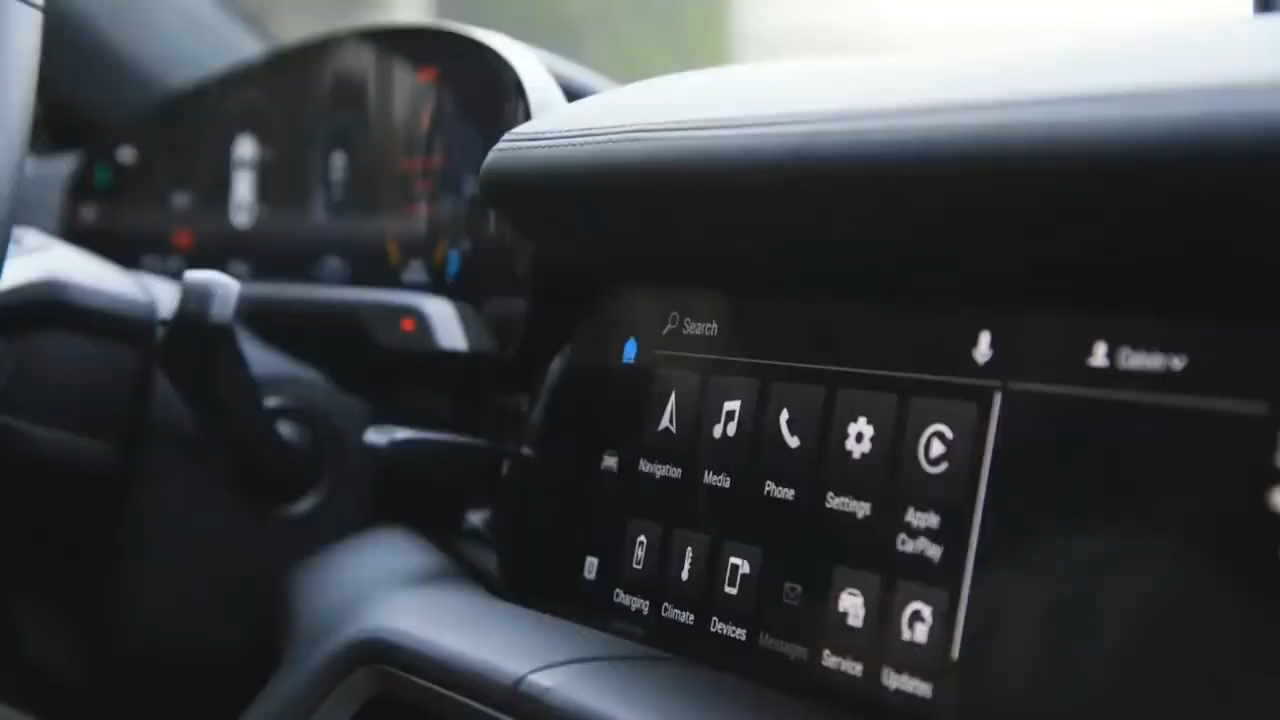 Search
Navigation
Media
Phone
Settings
Apple
CarPlay
Charging
Climate
Devices
Messages
Service
Updates